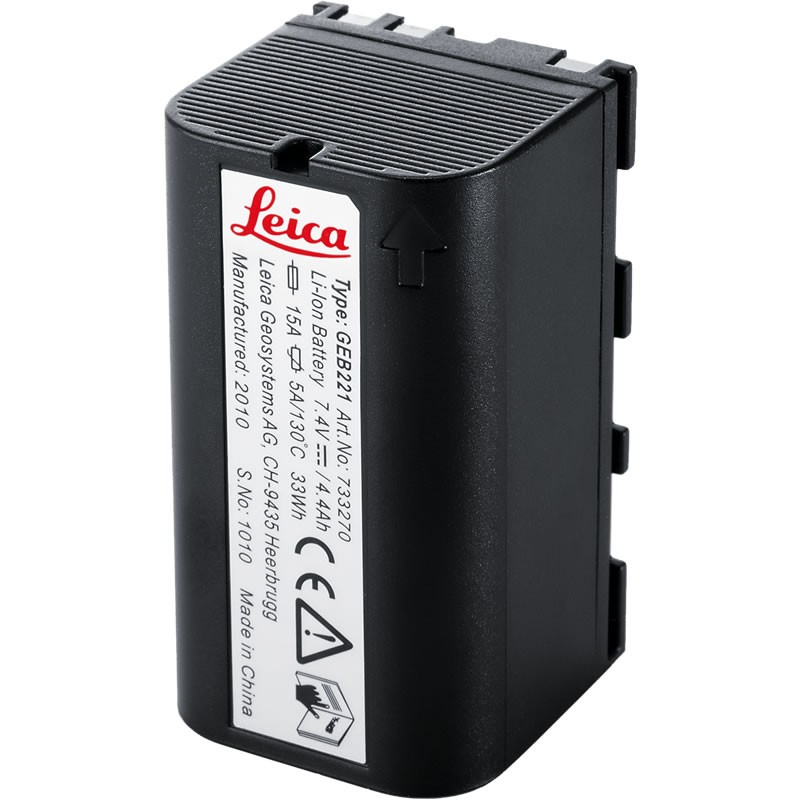 Leica
Type: GEB221 Art.No: 733270
Li-Ion Battery 7.4V⎓ / 4.4Ah
15A 5A/130°C 33Wh
Leica Geosystems AG, CH-9435 Heerbrugg
Manufactured: 2010 S.No: 1010 Made in China
CE